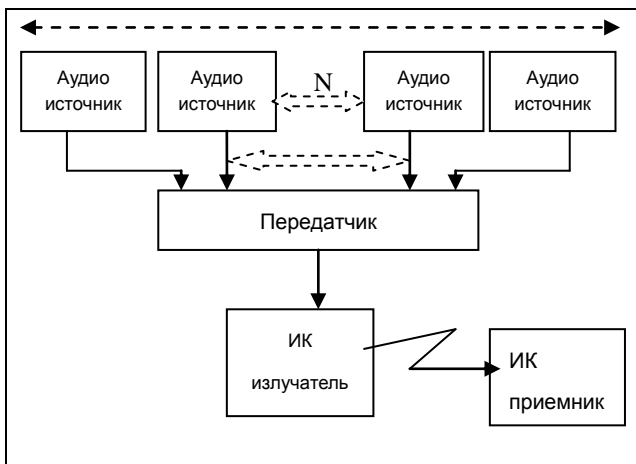 Аудио
источник
Аудио
источник
N
Аудио
источник
Аудио
источник
Передатчик
ИК
излучатель
ИК
приемник